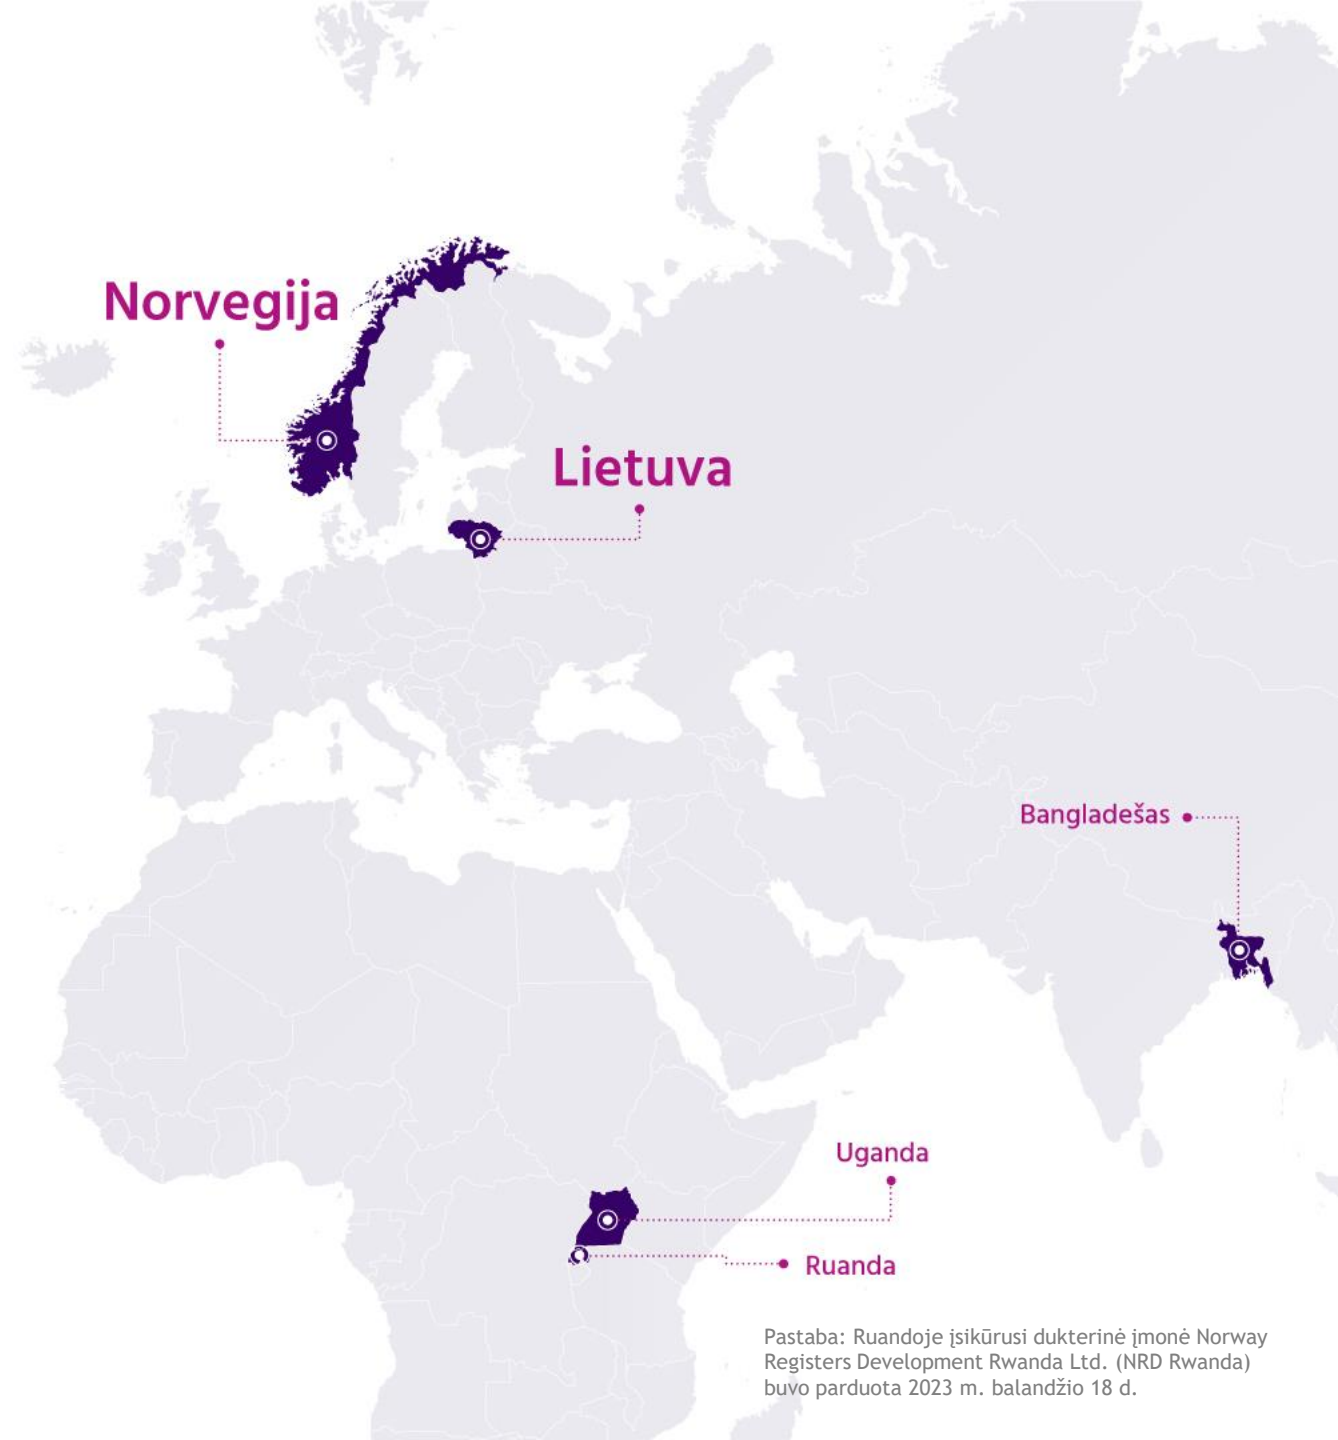 Norvegija
Lietuva
Bangladešas
Uganda
Ruanda
Pastaba: Ruandoje įsikūrusi dukterinė įmonė Norway
Registers Development Rwanda Ltd. (NRD Rwanda)
buvo parduota 2023 m. balandžio 18 d.